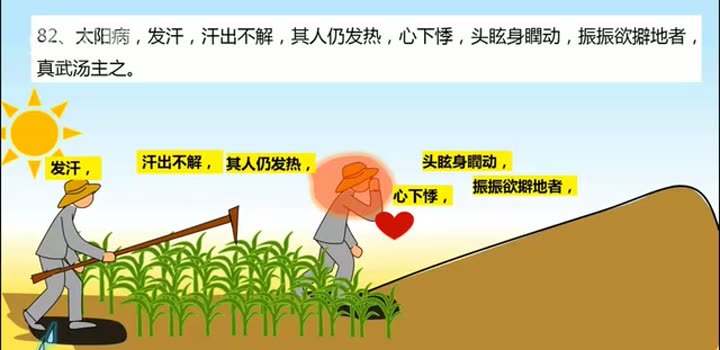 82、太阳病，发汗，汗出不解，其人仍发热，心下悸，头眩身瞤动，振振欲擗地者，
真武汤主之。
发汗，
汗出不解，
其人仍发热，
心下悸，
头眩身瞤动，
振振欲擗地者，